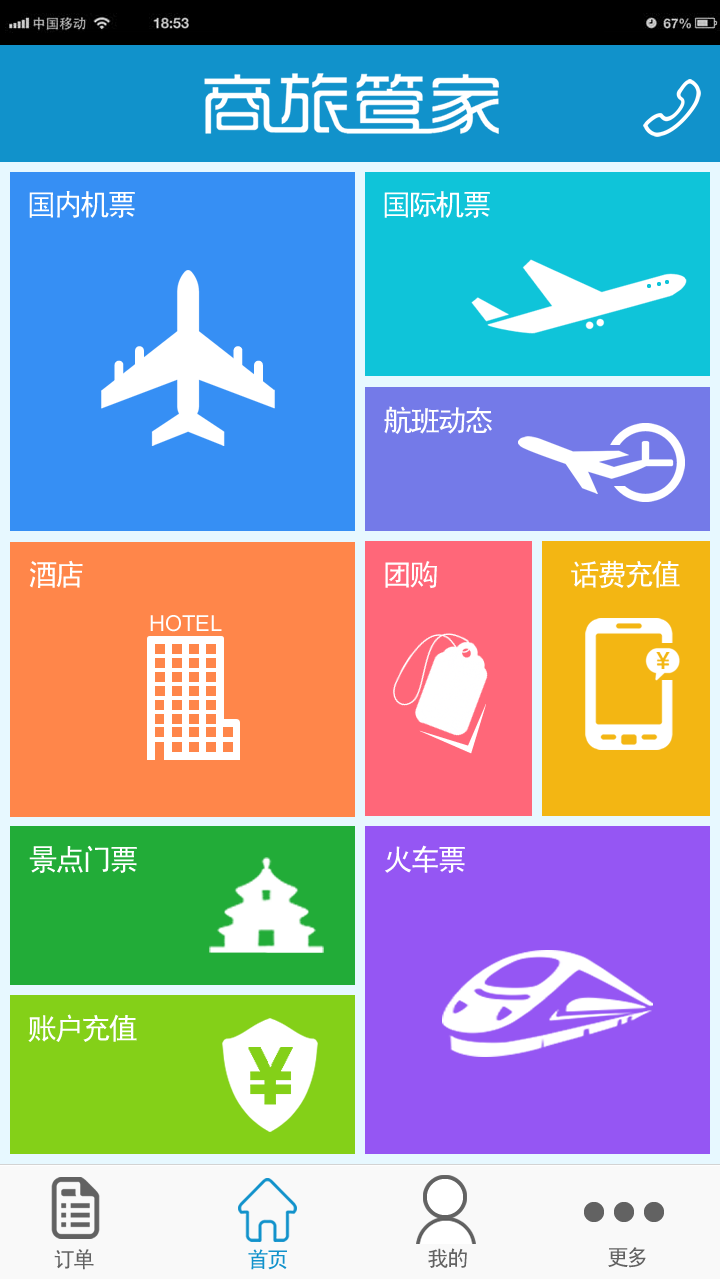 中国移动 18:53 67%
商旅管家
国内机票
国际机票
航班动态
酒店
HOTEL
团购
话费充值
¥
景点门票
火车票
账户充值
¥
订单
首页
我的
更多